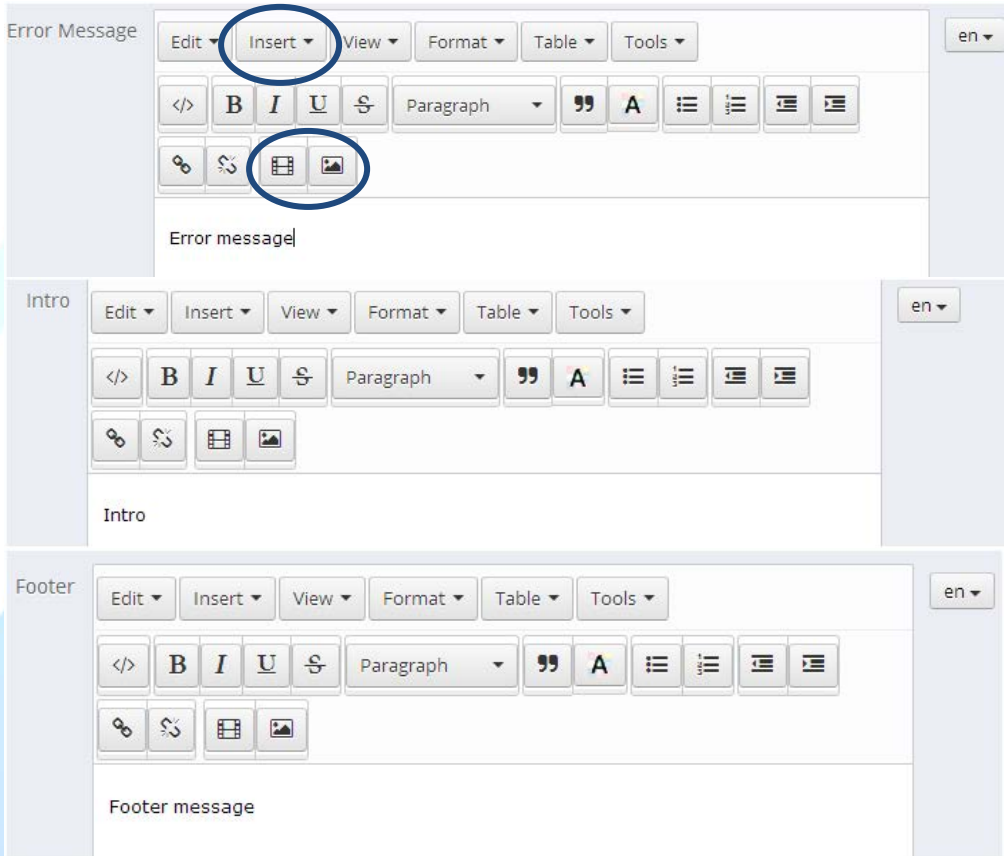 Error Message
Edit Insert View Format Table Tools
en
</> B I U S Paragraph ❞ A
Error message
Intro
Edit Insert View Format Table Tools
en
</> B I U S Paragraph ❞ A
Intro
Footer
Edit Insert View Format Table Tools
en
</> B I U S Paragraph ❞ A
Footer message